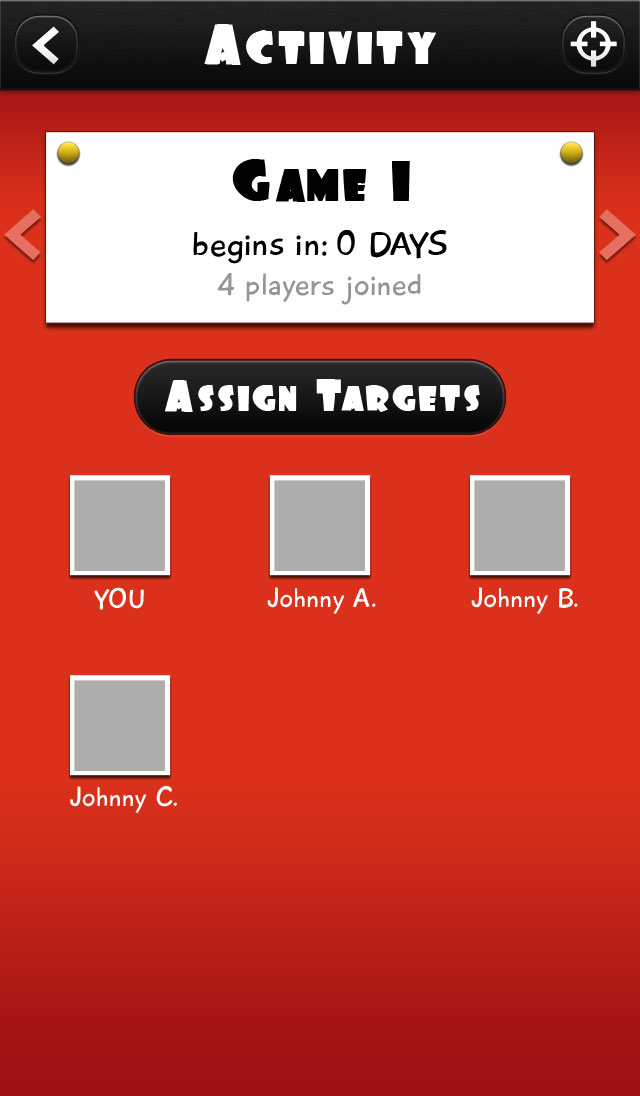 Activity
Game 1
begins in: 0 DAYS
4 players joined
Assign Targets
YOU
Johnny A.
Johnny B.
Johnny C.